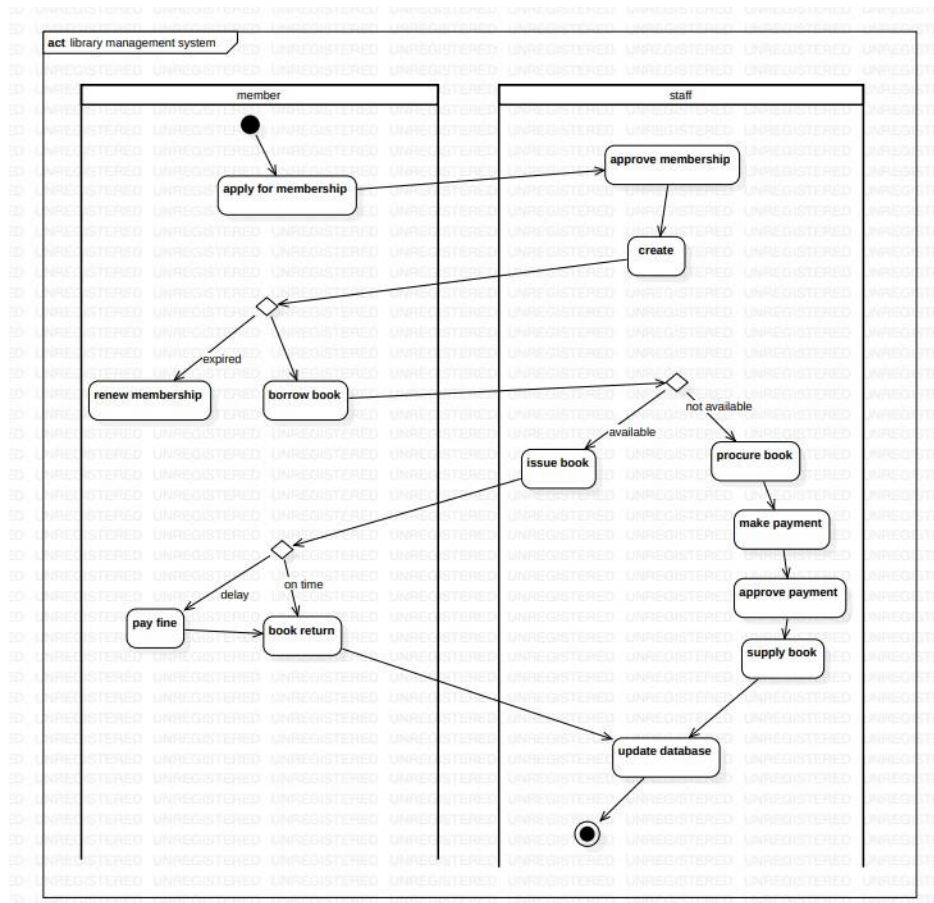 act library management system
member
staff
approve membership
apply for membership
create
expired
renew membership
borrow book
not available
available
issue book
procure book
make payment
delay
on time
approve payment
pay fine
book return
supply book
update database
UNREGISTERED